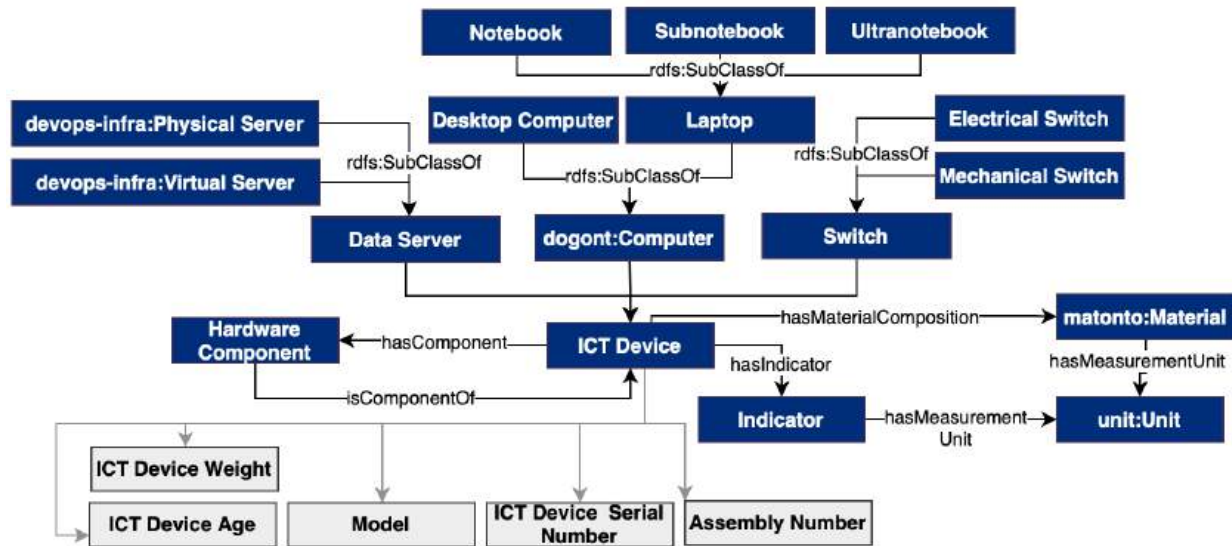 Notebook
Subnotebook
Ultranotebook
rdfs:SubClassOf
devops-infra:Physical Server
Desktop Computer
Laptop
Electrical Switch
rdfs:SubClassOf
rdfs:SubClassOf
devops-infra:Virtual Server
rdfs:SubClassOf
Mechanical Switch
Data Server
dogont:Computer
Switch
Hardware
Component
hasComponent
ICT Device
hasMaterialComposition
matonto:Material
hasIndicator
hasMeasurementUnit
isComponentOf
Indicator
hasMeasurement
Unit
unit:Unit
ICT Device Weight
ICT Device Age
Model
ICT Device Serial
Number
Assembly Number